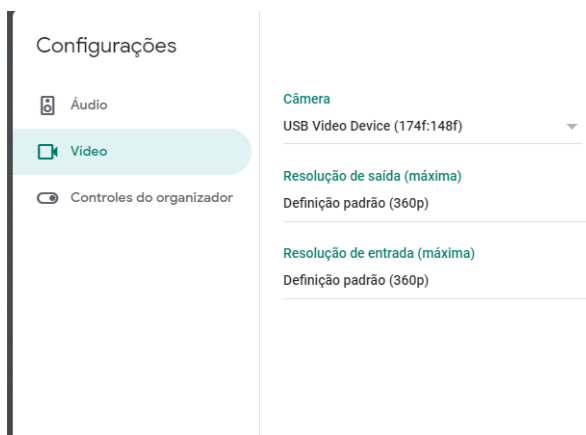 Configurações
Áudio
Vídeo
Controles do organizador
Câmera
USB Video Device (174f:148f)
Resolução de saída (máxima)
Definição padrão (360p)
Resolução de entrada (máxima)
Definição padrão (360p)